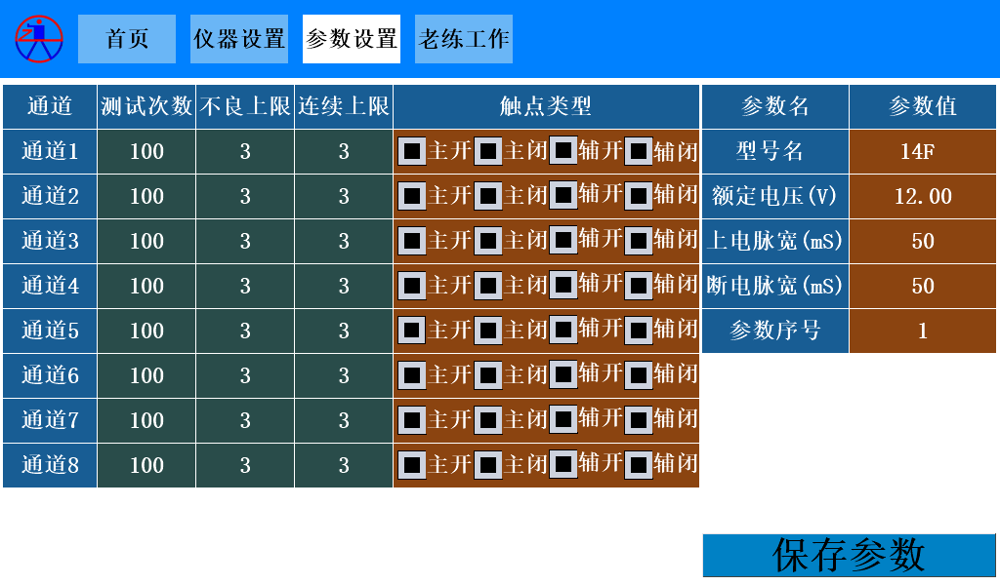 首页 仪器设置 参数设置 老练工作
通道 测试次数 不良上限 连续上限 触点类型 参数名 参数值
通道1 100 3 3 主开 主闭 辅开 辅闭 型号名 14F
通道2 100 3 3 主开 主闭 辅开 辅闭 额定电压(V) 12.00
通道3 100 3 3 主开 主闭 辅开 辅闭 上电脉宽(mS) 50
通道4 100 3 3 主开 主闭 辅开 辅闭 断电脉宽(mS) 50
通道5 100 3 3 主开 主闭 辅开 辅闭 参数序号 1
通道6 100 3 3 主开 主闭 辅开 辅闭
通道7 100 3 3 主开 主闭 辅开 辅闭
通道8 100 3 3 主开 主闭 辅开 辅闭
保存参数